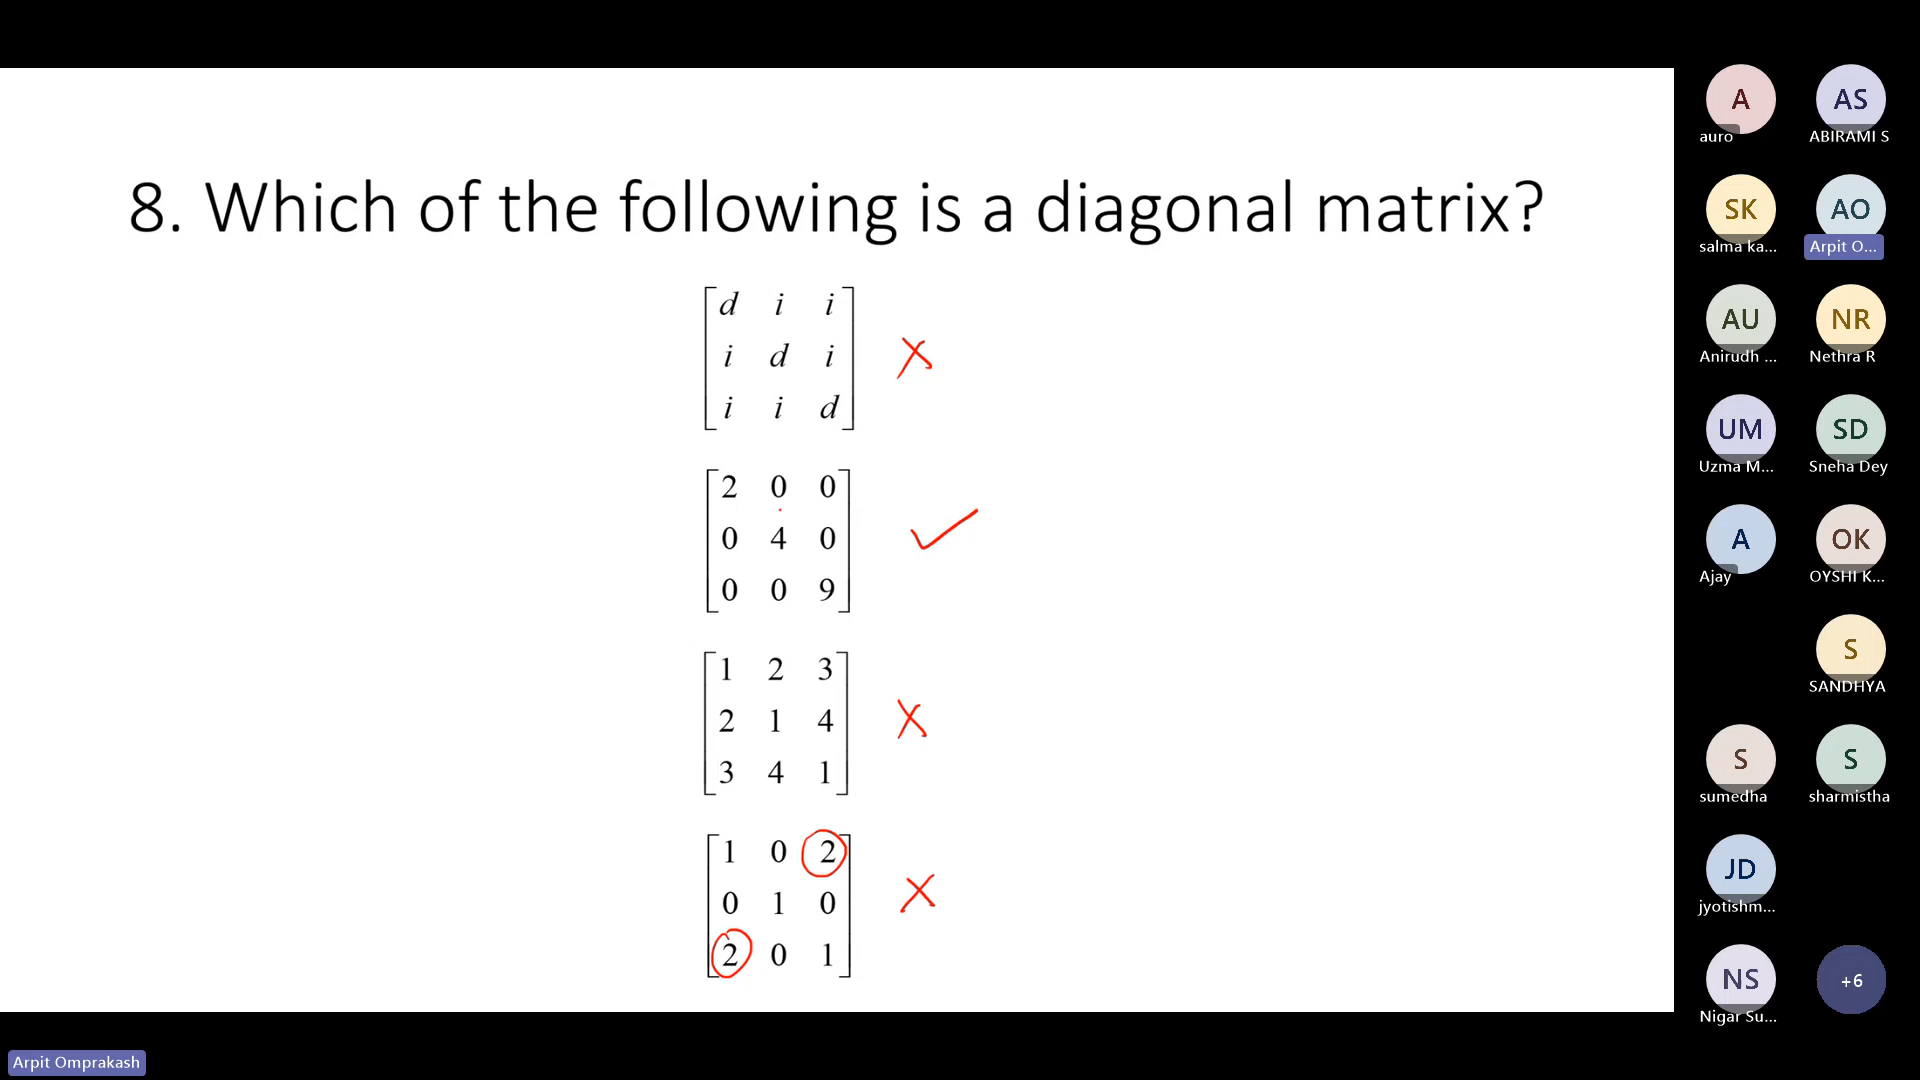 8. Which of the following is a diagonal matrix?
d i i
i d i
i i d
2 0 0
0 4 0
0 0 9
1 2 3
2 1 4
3 4 1
1 0 2
0 1 0
2 0 1
A
auro
AS
ABIRAMI S
SK
salma ka...
AO
Arpit O...
AU
Anirudh ...
NR
Nethra R
UM
Uzma M...
SD
Sneha Dey
A
Ajay
OK
OYSHI K...
S
SANDHYA
S
sumedha
S
sharmistha
JD
jyotishm...
NS
Nigar Su...
+6
Arpit Omprakash